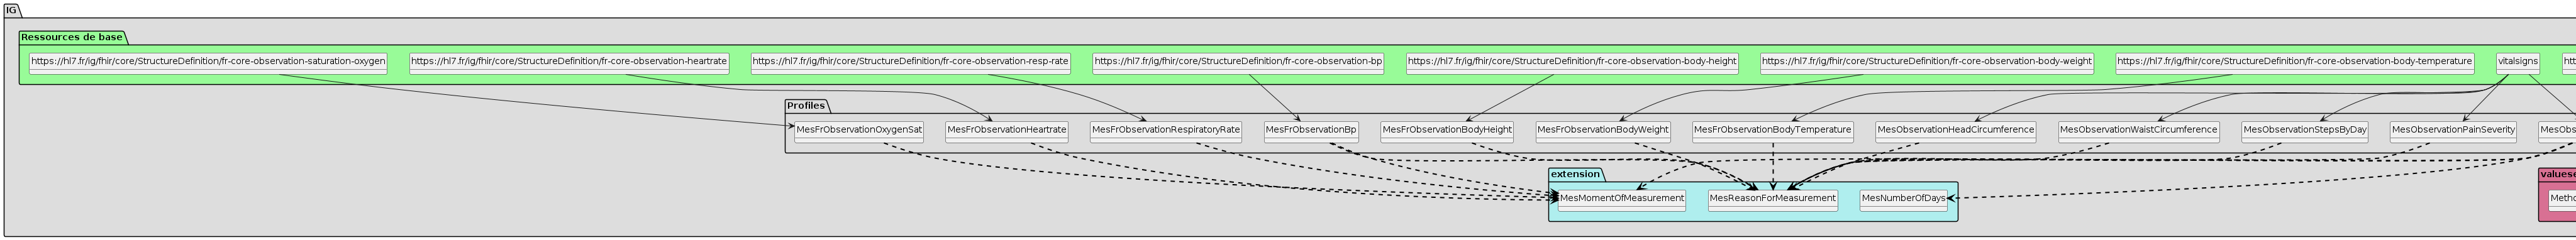 IG
Ressources de base
https://hl7.fr/ig/fhir/core/StructureDefinition/fr-core-observation-saturation-oxygen
https://hl7.fr/ig/fhir/core/StructureDefinition/fr-core-observation-heartrate
https://hl7.fr/ig/fhir/core/StructureDefinition/fr-core-observation-resp-rate
https://hl7.fr/ig/fhir/core/StructureDefinition/fr-core-observation-bp
https://hl7.fr/ig/fhir/core/StructureDefinition/fr-core-observation-body-height
https://hl7.fr/ig/fhir/core/StructureDefinition/fr-core-observation-body-weight
https://hl7.fr/ig/fhir/core/StructureDefinition/fr-core-observation-body-temperature
vitalsigns
Profiles
MesFrObservationOxygenSat
MesFrObservationHeartrate
MesFrObservationRespiratoryRate
MesFrObservationBp
MesFrObservationBodyHeight
MesFrObservationBodyWeight
MesFrObservationBodyTemperature
MesObservationHeadCircumference
MesObservationWaistCircumference
MesObservationStepsByDay
MesObservationPainSeverity
extension
MesMomentOfMeasurement
MesReasonForMeasurement
MesNumberOfDays